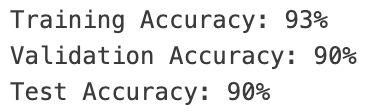 Training Accuracy: 93%
Validation Accuracy: 90%
Test Accuracy: 90%